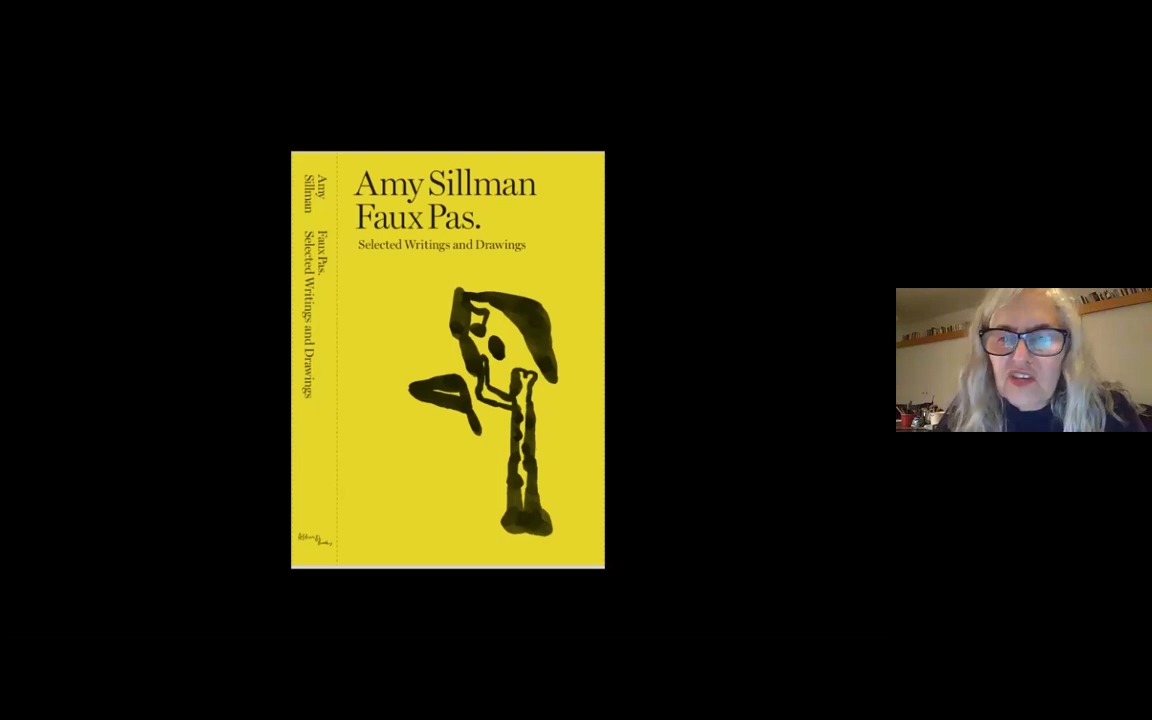 Amy Sillman
Faux Pas.
Selected Writings and Drawings
Amy
Sillman
Faux Pas.
Selected Writings and Drawings